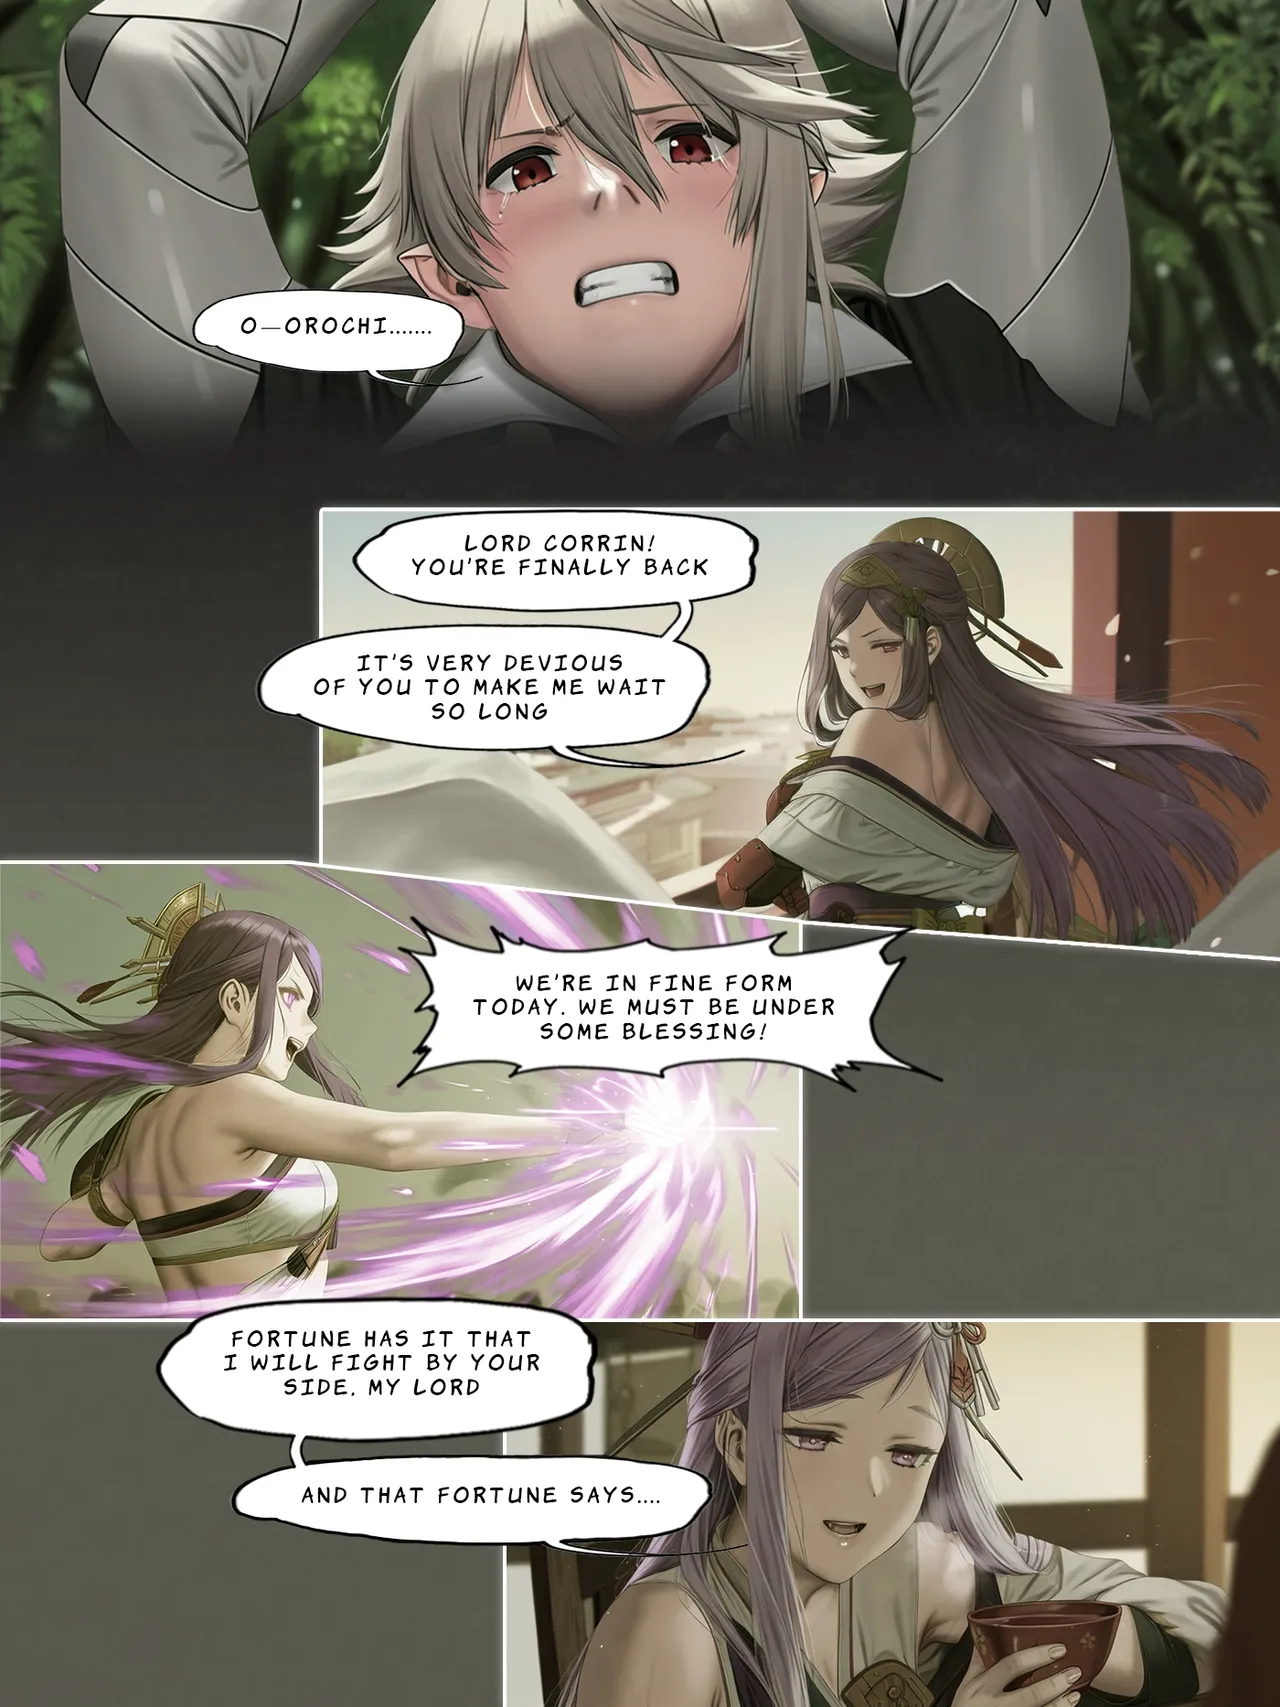 O—OROCHI.......
LORD CORRIN!
YOU'RE FINALLY BACK
IT'S VERY DEVIOUS
OF YOU TO MAKE ME WAIT
SO LONG
WE'RE IN FINE FORM
TODAY. WE MUST BE UNDER
SOME BLESSING!
FORTUNE HAS IT THAT
I WILL FIGHT BY YOUR
SIDE. MY LORD
AND THAT FORTUNE SAYS....